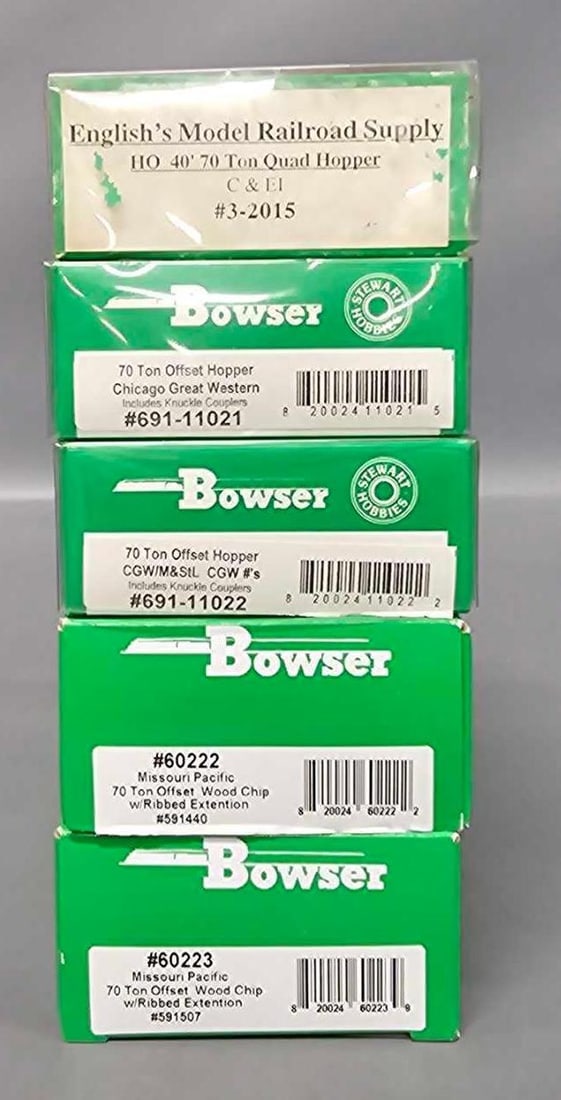 English's Model Railroad Supply
HO 40' 70 Ton Quad Hopper
C & EI
#3-2015
Bowser
STEWART HOBBIES
70 Ton Offset Hopper
Chicago Great Western
Includes Knuckle Couplers
#691-11021
8 20024 11021 5
Bowser
STEWART HOBBIES
70 Ton Offset Hopper
CGW/M&StL CGW #'s
Includes Knuckle Couplers
#691-11022
8 20024 11022 2
Bowser
#60222
Missouri Pacific
70 Ton Offset Wood Chip
w/Ribbed Extention
#591440
8 20024 60222 2
Bowser
#60223
Missouri Pacific
70 Ton Offset Wood Chip
w/Ribbed Extention
#591507
8 20024 60223 9